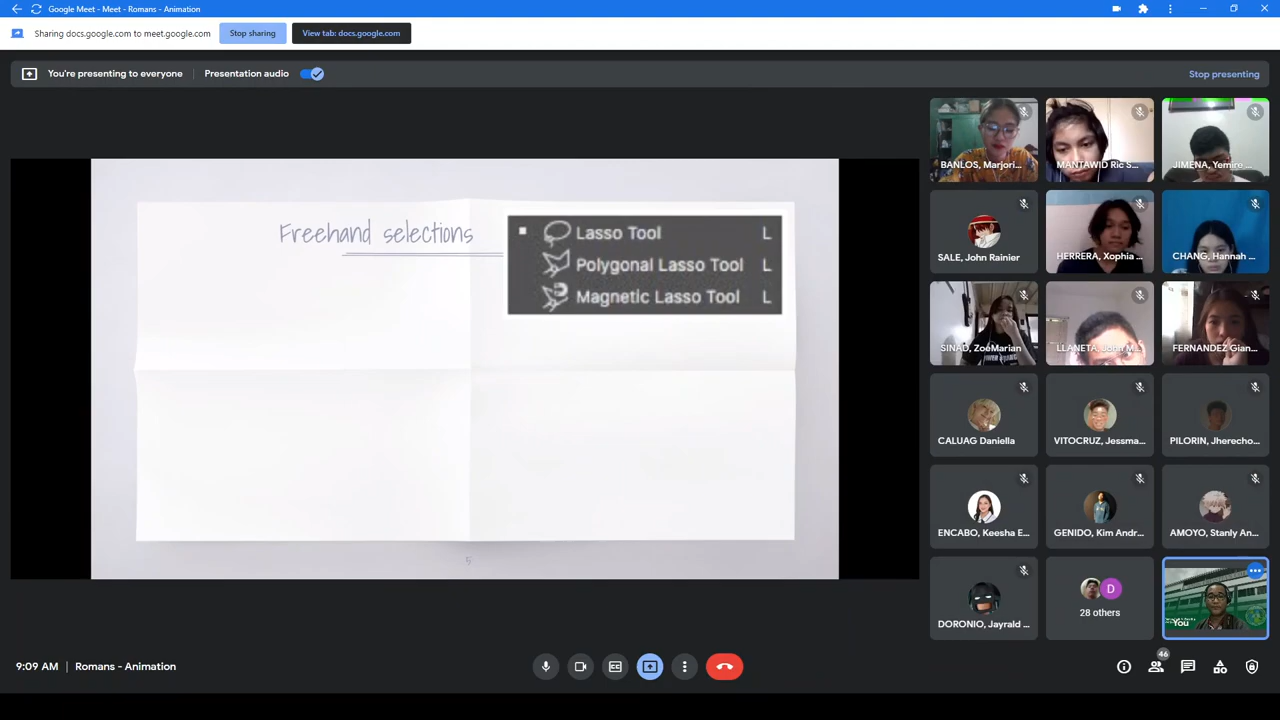 Google Meet - Meet - Romans - Animation
Sharing docs.google.com to meet.google.com
Stop sharing
View tab: docs.google.com
You're presenting to everyone
Presentation audio
Stop presenting
Freehand selections
Lasso Tool L
Polygonal Lasso Tool L
Magnetic Lasso Tool L
BANLOS, Marjori...
MANTAWID Ric S...
JIMENA, Yemire ...
SALE, John Rainier
HERRERA, Xophia ...
CHANG, Hannah ...
SINAD, ZoeMarian
LLANETA, John M...
FERNANDEZ Gian...
CALUAG Daniella
VITOCRUZ, Jessma...
PILORIN, Jherecho...
ENCABO, Keesha E...
GENIDO, Kim Andr...
AMOYO, Stanly An...
DORONIO, Jayrald ...
D
28 others
You
9:09 AM | Romans - Animation
46